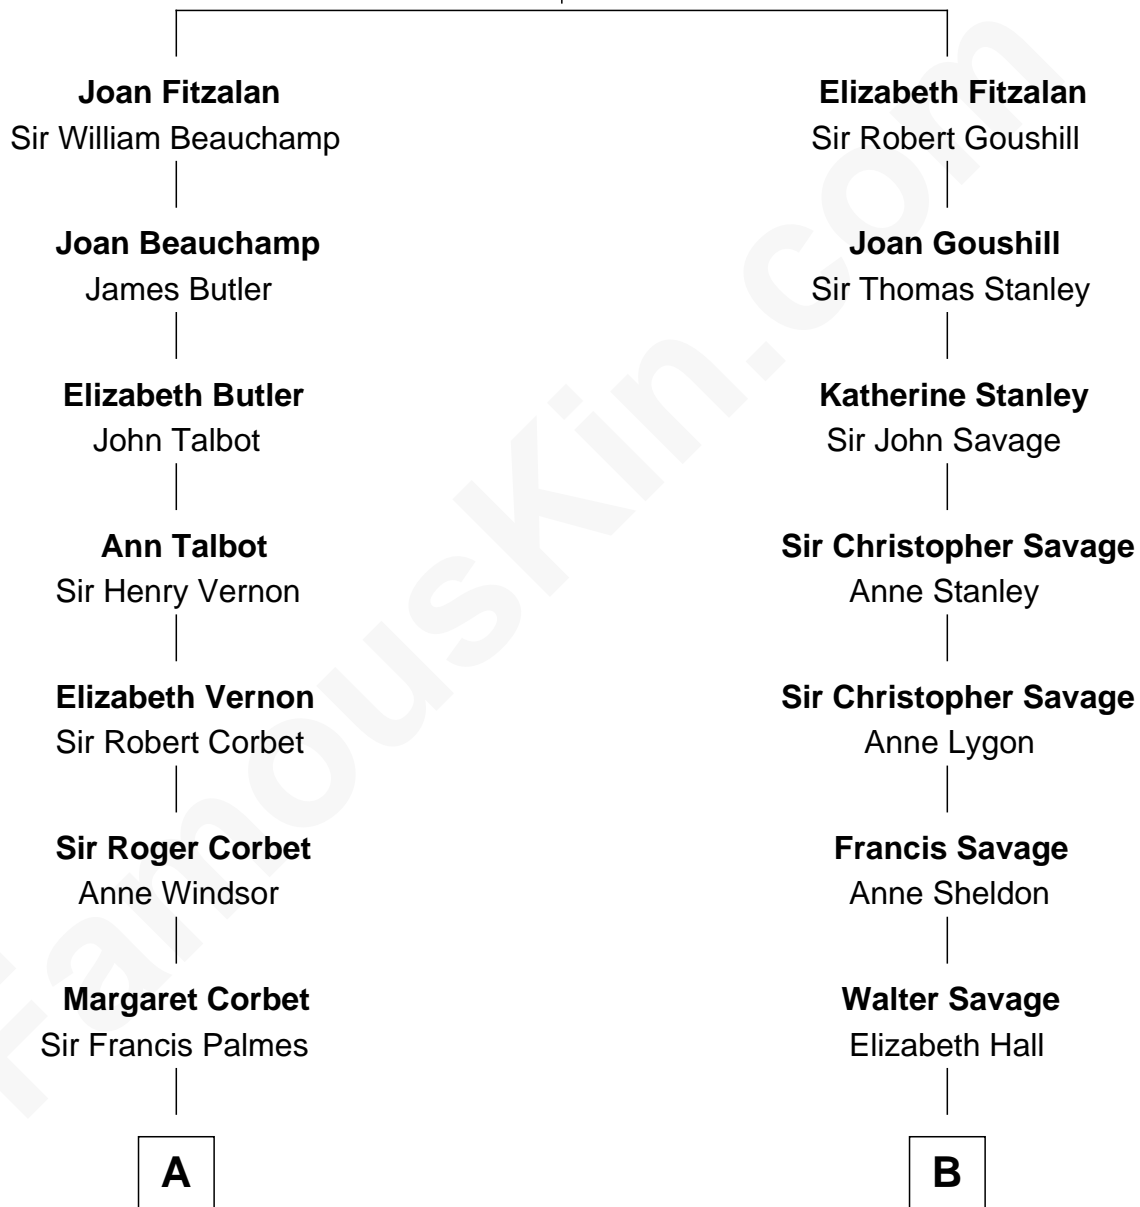 Joan Fitzalan
Sir William Beauchamp
Joan Beauchamp
James Butler
Elizabeth Butler
John Talbot
Ann Talbot
Sir Henry Vernon
Elizabeth Vernon
Sir Robert Corbet
Sir Roger Corbet
Anne Windsor
Margaret Corbet
Sir Francis Palmes
A
Elizabeth Fitzalan
Sir Robert Goushill
Joan Goushill
Sir Thomas Stanley
Katherine Stanley
Sir John Savage
Sir Christopher Savage
Anne Stanley
Sir Christopher Savage
Anne Lygon
Francis Savage
Anne Sheldon
Walter Savage
Elizabeth Hall
B
FamousKin.com